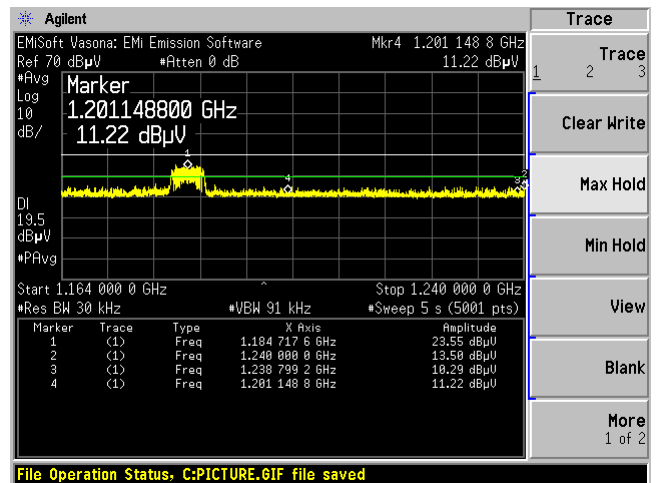 Agilent
Trace
EMiSoft Vasona: EMi Emission Software
Mkr4 1.201 148 8 GHz
Ref 70 dBµV
#Atten 0 dB
11.22 dBµV
#Avg
Log
10
dB/
Marker
1.201148800 GHz
11.22 dBµV
1
4
3
2
DI
19.5
dBµV
#PAvg
Start 1.164 000 0 GHz
^
Stop 1.240 000 0 GHz
#Res BW 30 kHz
#VBW 91 kHz
#Sweep 5 s (5001 pts)
Marker Trace Type X Axis Amplitude
1 (1) Freq 1.184 717 6 GHz 23.55 dBµV
2 (1) Freq 1.240 000 0 GHz 13.50 dBµV
3 (1) Freq 1.238 799 2 GHz 10.29 dBµV
4 (1) Freq 1.201 148 8 GHz 11.22 dBµV
Trace
1 2 3
Clear Write
Max Hold
Min Hold
View
Blank
More
1 of 2
File Operation Status, C:PICTURE.GIF file saved